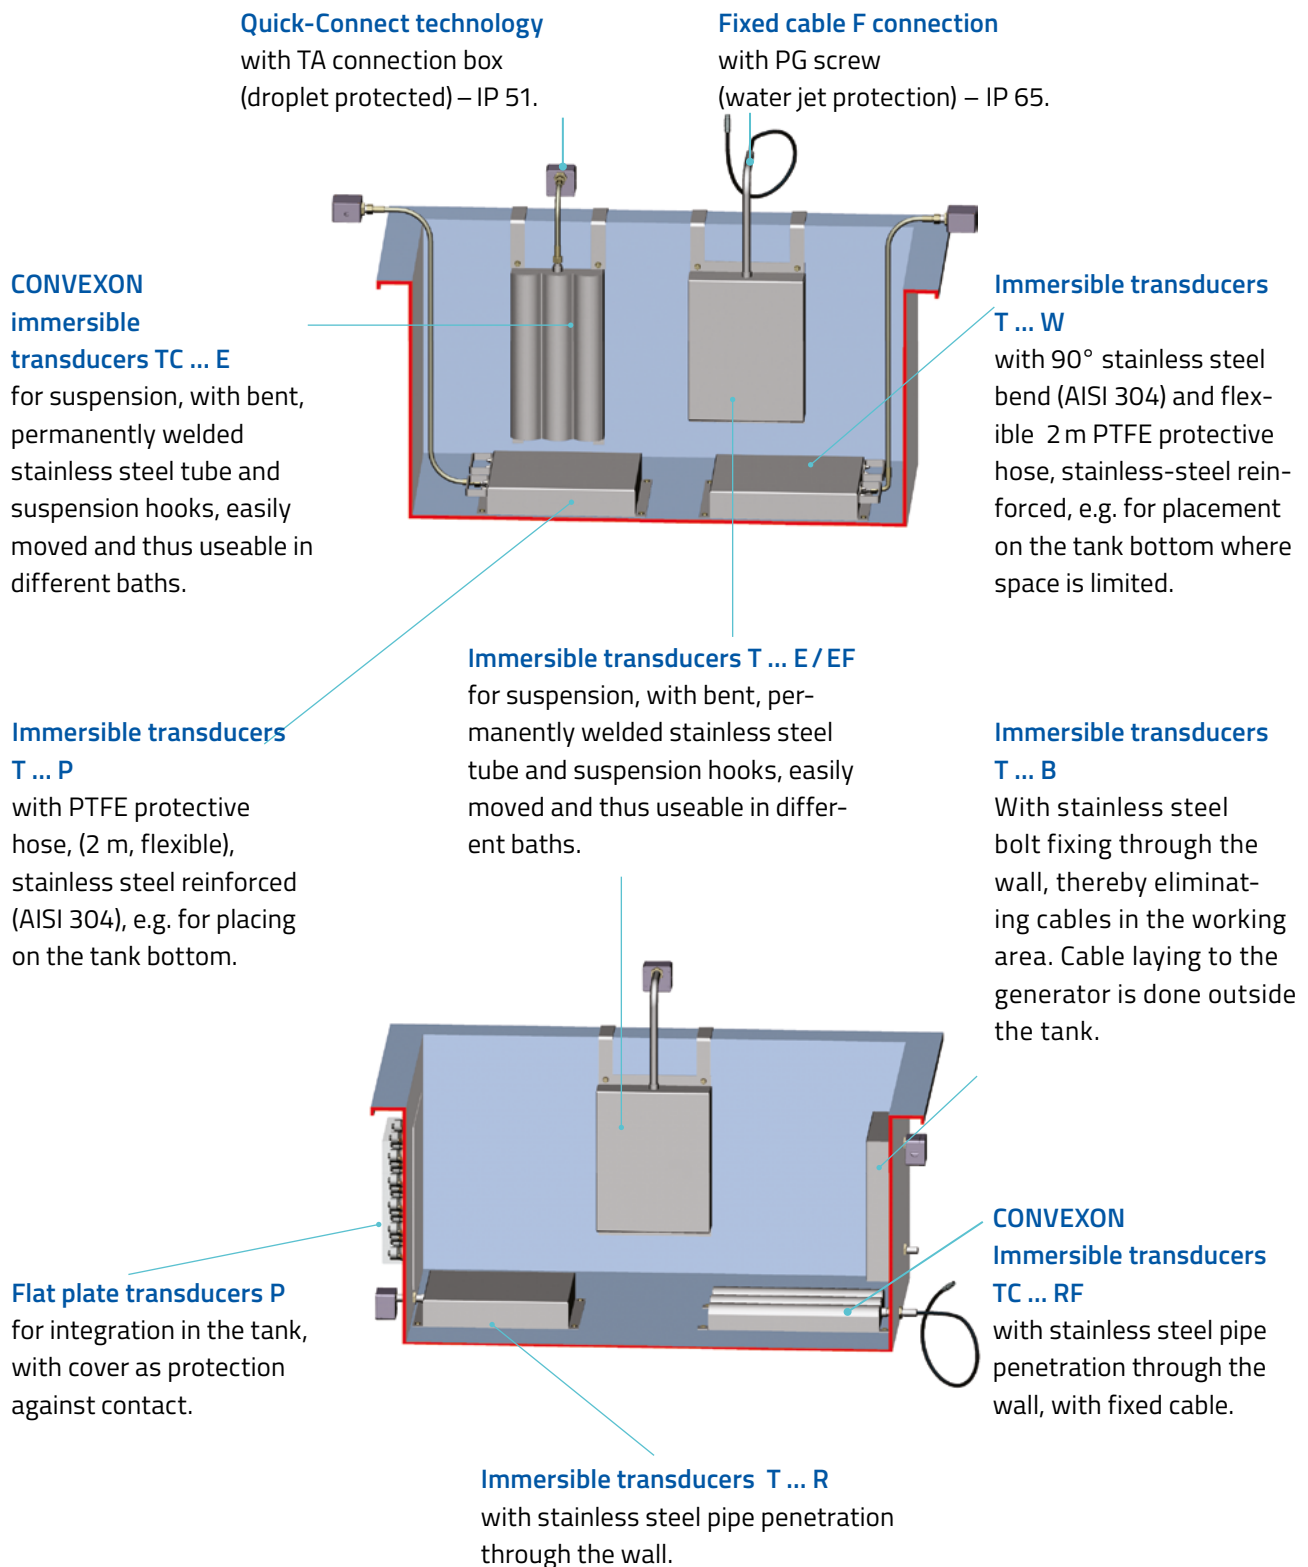 Quick-Connect technology
with TA connection box
(droplet protected) – IP 51.
Fixed cable F connection
with PG screw
(water jet protection) – IP 65.
CONVEXON
immersible
transducers TC ... E
for suspension, with bent,
permanently welded
stainless steel tube and
suspension hooks, easily
moved and thus useable in
different baths.
Immersible transducers
T ... W
with 90° stainless steel
bend (AISI 304) and flex-
ible 2 m PTFE protective
hose, stainless-steel rein-
forced, e.g. for placement
on the tank bottom where
space is limited.
Immersible transducers T ... E / EF
for suspension, with bent, per-
manently welded stainless steel
tube and suspension hooks, easily
moved and thus useable in differ-
ent baths.
Immersible transducers
T ... P
with PTFE protective
hose, (2 m, flexible),
stainless steel reinforced
(AISI 304), e.g. for placing
on the tank bottom.
Immersible transducers
T ... B
With stainless steel
bolt fixing through the
wall, thereby eliminat-
ing cables in the working
area. Cable laying to the
generator is done outside
the tank.
Flat plate transducers P
for integration in the tank,
with cover as protection
against contact.
CONVEXON
Immersible transducers
TC ... RF
with stainless steel pipe
penetration through the
wall, with fixed cable.
Immersible transducers T ... R
with stainless steel pipe penetration
through the wall.